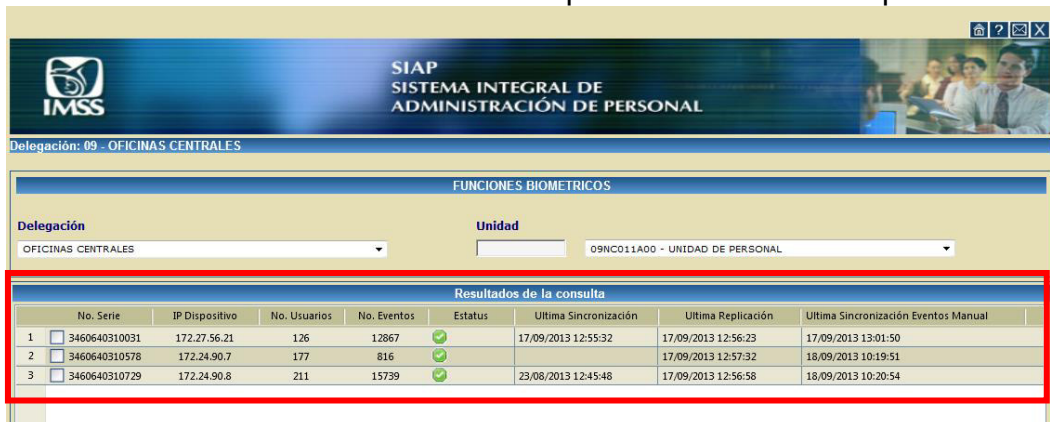 IMSS
SIAP
SISTEMA INTEGRAL DE
ADMINISTRACIÓN DE PERSONAL
Delegación: 09 - OFICINAS CENTRALES
FUNCIONES BIOMETRICOS
Delegación Unidad
OFICINAS CENTRALES 09NC011A00 - UNIDAD DE PERSONAL
Resultados de la consulta
No. Serie IP Dispositivo No. Usuarios No. Eventos Estatus Ultima Sincronización Ultima Replicación Ultima Sincronización Eventos Manual
1 3460640310031 172.27.56.21 126 12867 17/09/2013 12:55:32 17/09/2013 12:56:23 17/09/2013 13:01:50
2 3460640310578 172.24.90.7 177 816 17/09/2013 12:57:32 18/09/2013 10:19:51
3 3460640310729 172.24.90.8 211 15739 23/08/2013 12:45:48 17/09/2013 12:56:58 18/09/2013 10:20:54